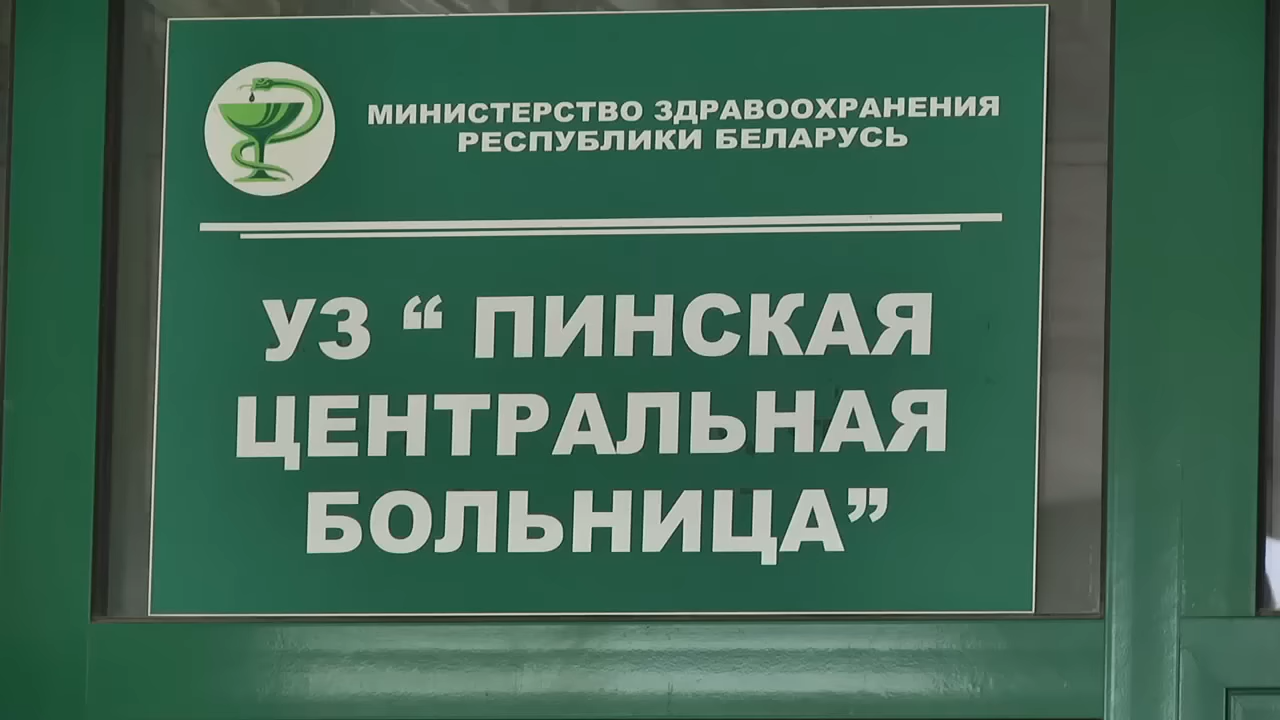 МИНИСТЕРСТВО ЗДРАВООХРАНЕНИЯ
РЕСПУБЛИКИ БЕЛАРУСЬ
УЗ “ ПИНСКАЯ
ЦЕНТРАЛЬНАЯ
БОЛЬНИЦА”